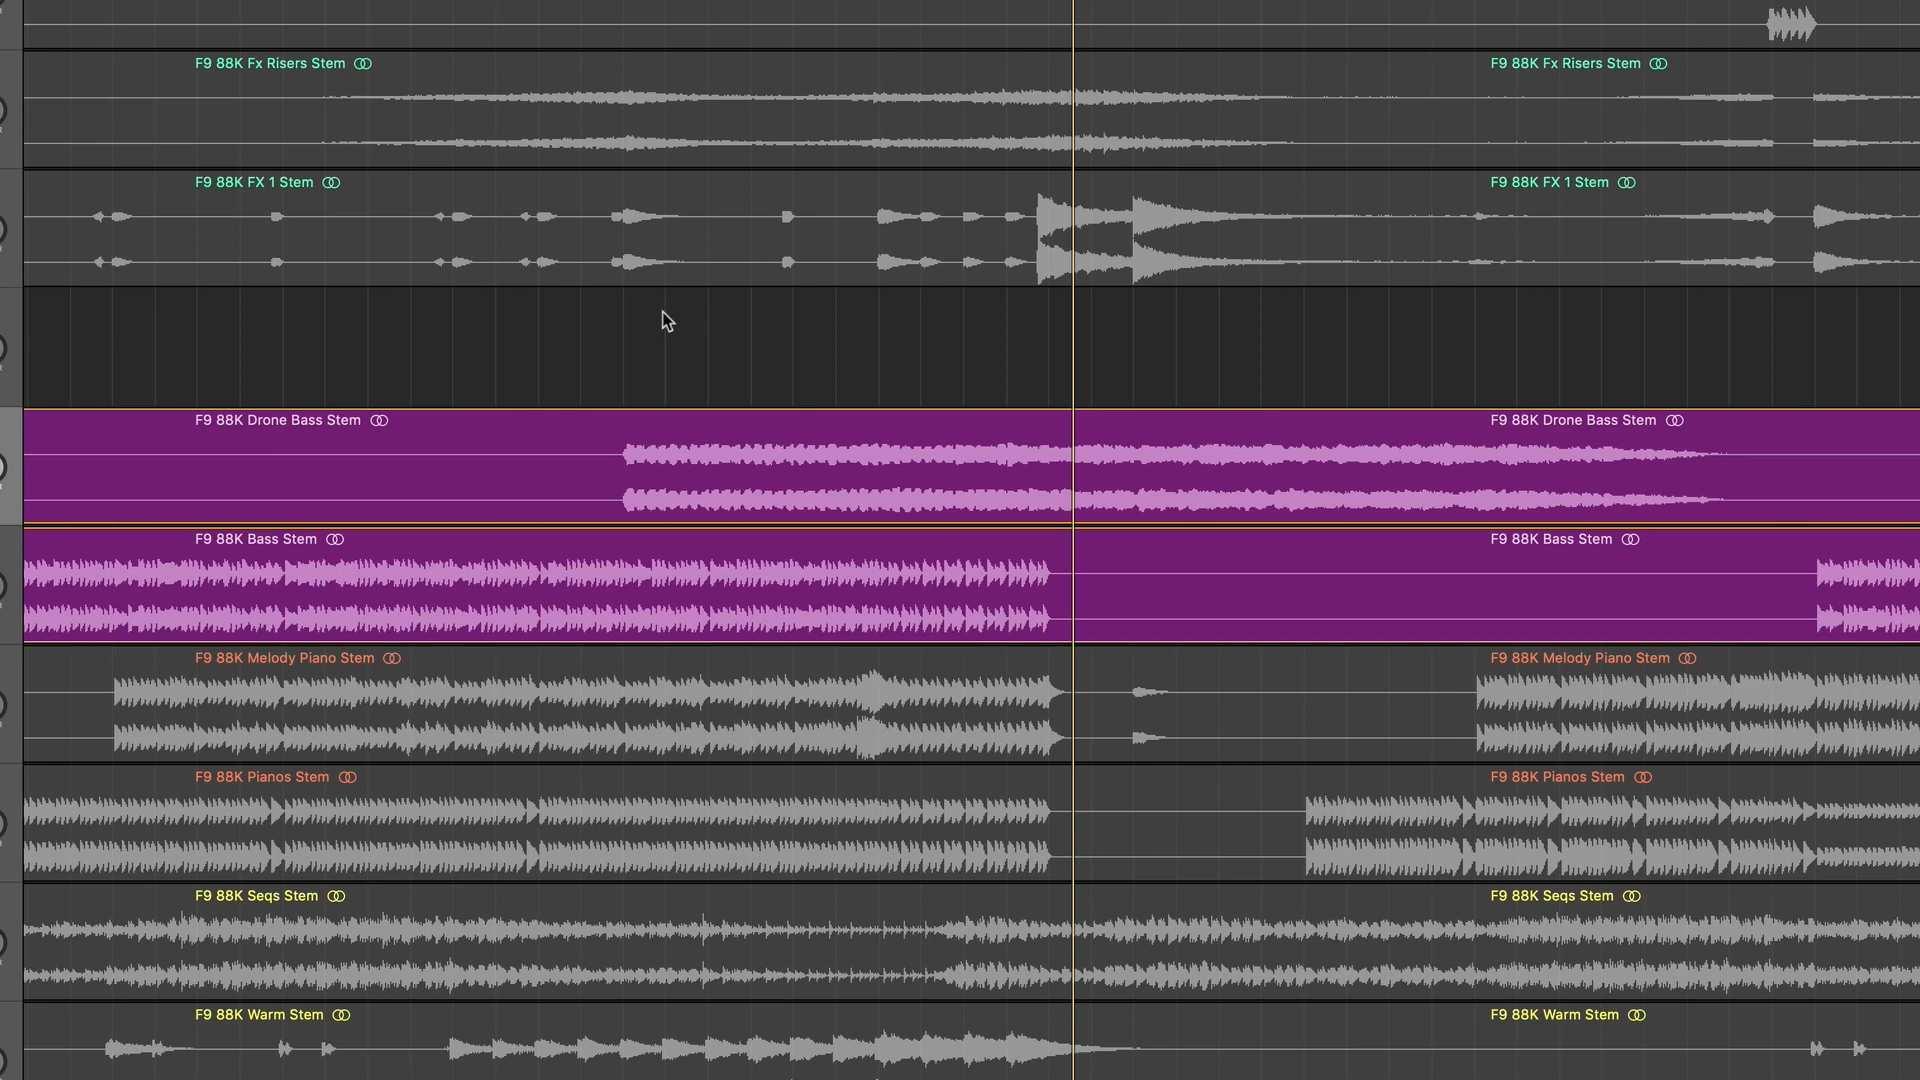 F9 88K Fx Risers Stem F9 88K Fx Risers Stem
F9 88K FX 1 Stem F9 88K FX 1 Stem
F9 88K Drone Bass Stem F9 88K Drone Bass Stem
F9 88K Bass Stem F9 88K Bass Stem
F9 88K Melody Piano Stem F9 88K Melody Piano Stem
F9 88K Pianos Stem F9 88K Pianos Stem
F9 88K Seqs Stem F9 88K Seqs Stem
F9 88K Warm Stem F9 88K Warm Stem